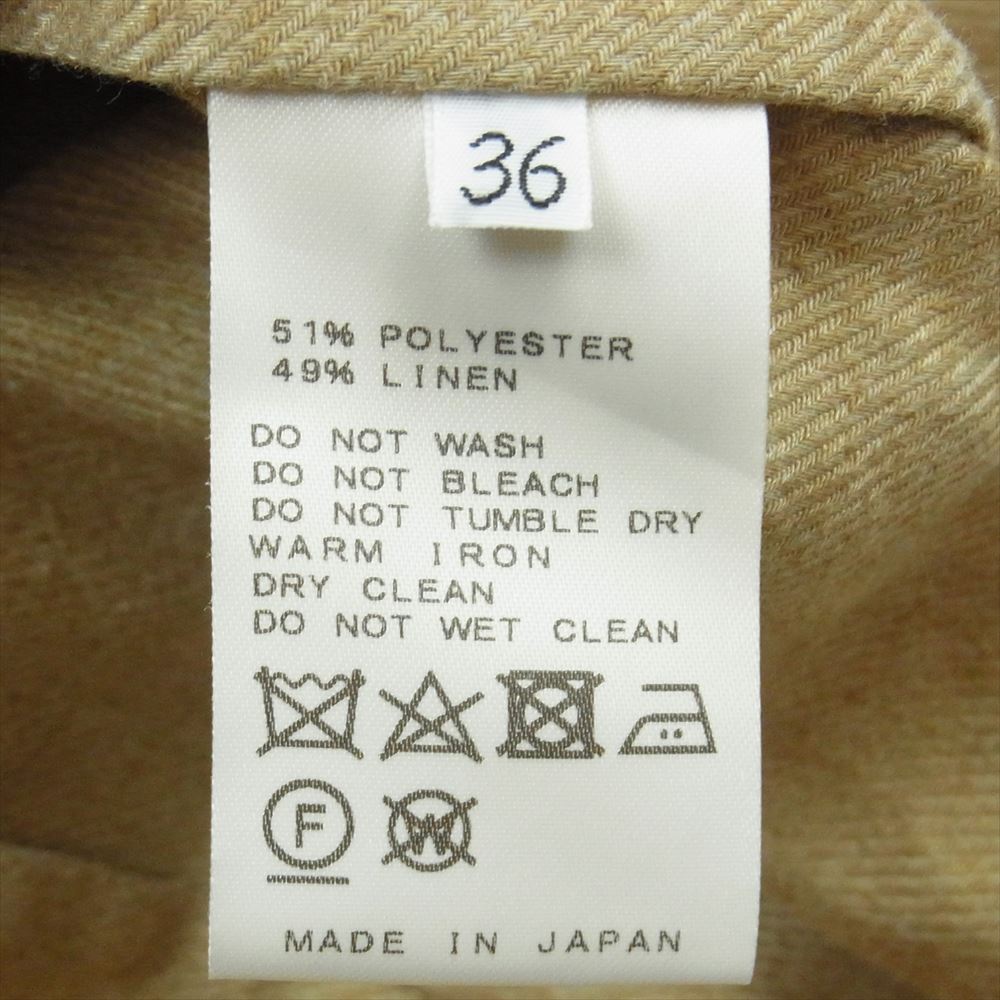 36
51% POLYESTER
49% LINEN
DO NOT WASH
DO NOT BLEACH
DO NOT TUMBLE DRY
WARM IRON
DRY CLEAN
DO NOT WET CLEAN
F W
MADE IN JAPAN